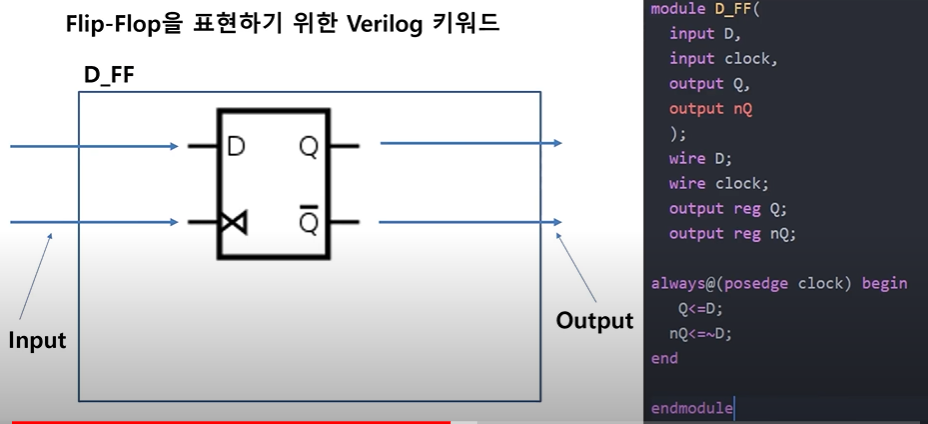 Flip-Flop을 표현하기 위한 Verilog 키워드
D_FF
D Q
Q̅
Input
Output
module D_FF(
input D,
input clock,
output Q,
output nQ
);
wire D;
wire clock;
output reg Q;
output reg nQ;
always@(posedge clock) begin
Q<=D;
nQ<=~D;
end
endmodule